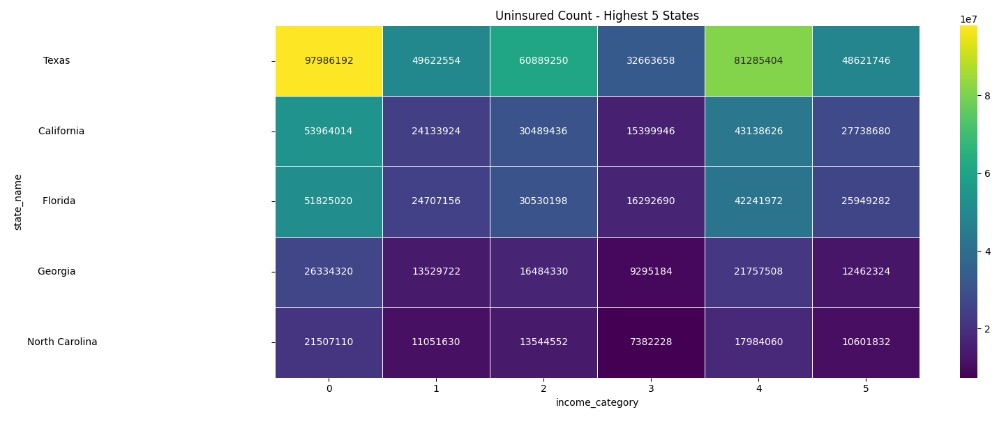 Uninsured Count - Highest 5 States
1e7
Texas 97986192 49622554 60889250 32663658 81285404 48621746
8
California 53964014 24133924 30489436 15399946 43138626 27738680
6
state_name
Florida 51825020 24707156 30530198 16292690 42241972 25949282
4
Georgia 26334320 13529722 16484330 9295184 21757508 12462324
2
North Carolina 21507110 11051630 13544552 7382228 17984060 10601832
0 1 2 3 4 5
income_category